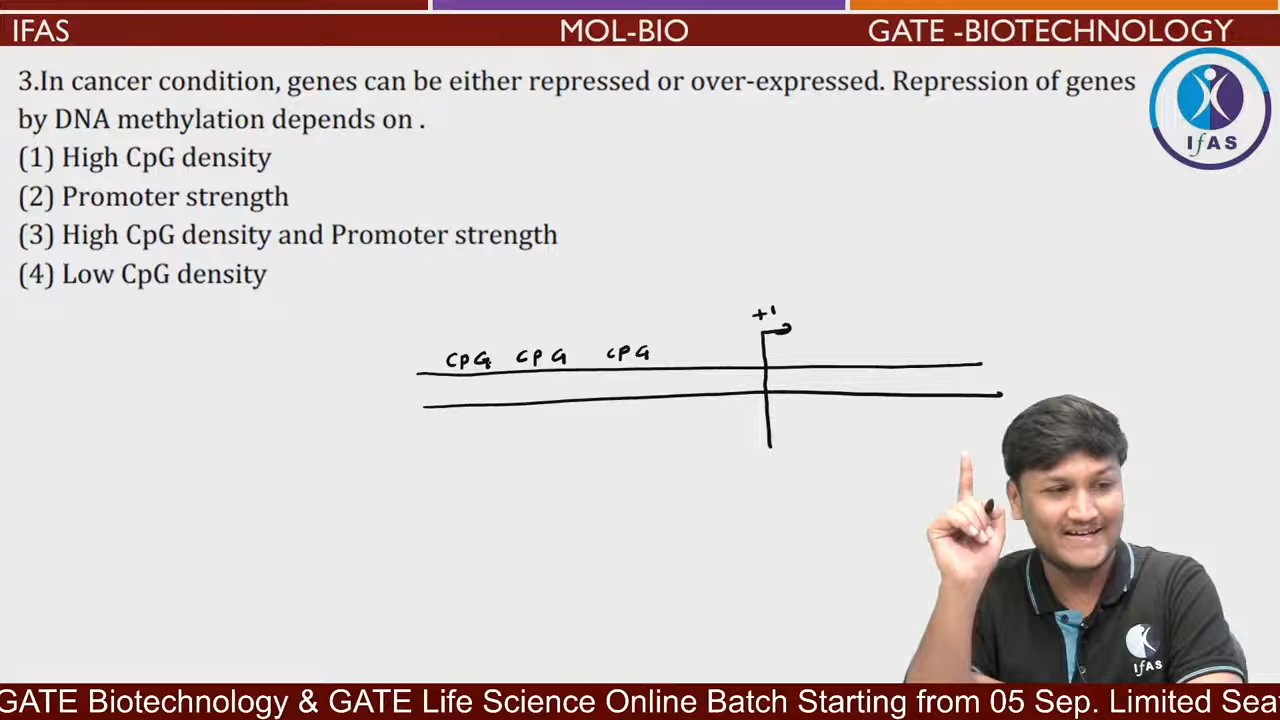 IFAS MOL-BIO GATE -BIOTECHNOLOGY
3.In cancer condition, genes can be either repressed or over-expressed. Repression of genes
by DNA methylation depends on .
(1) High CpG density
(2) Promoter strength
(3) High CpG density and Promoter strength
(4) Low CpG density
IfAS
+1
CPG CPG CPG
IfAS
GATE Biotechnology & GATE Life Science Online Batch Starting from 05 Sep. Limited Sea